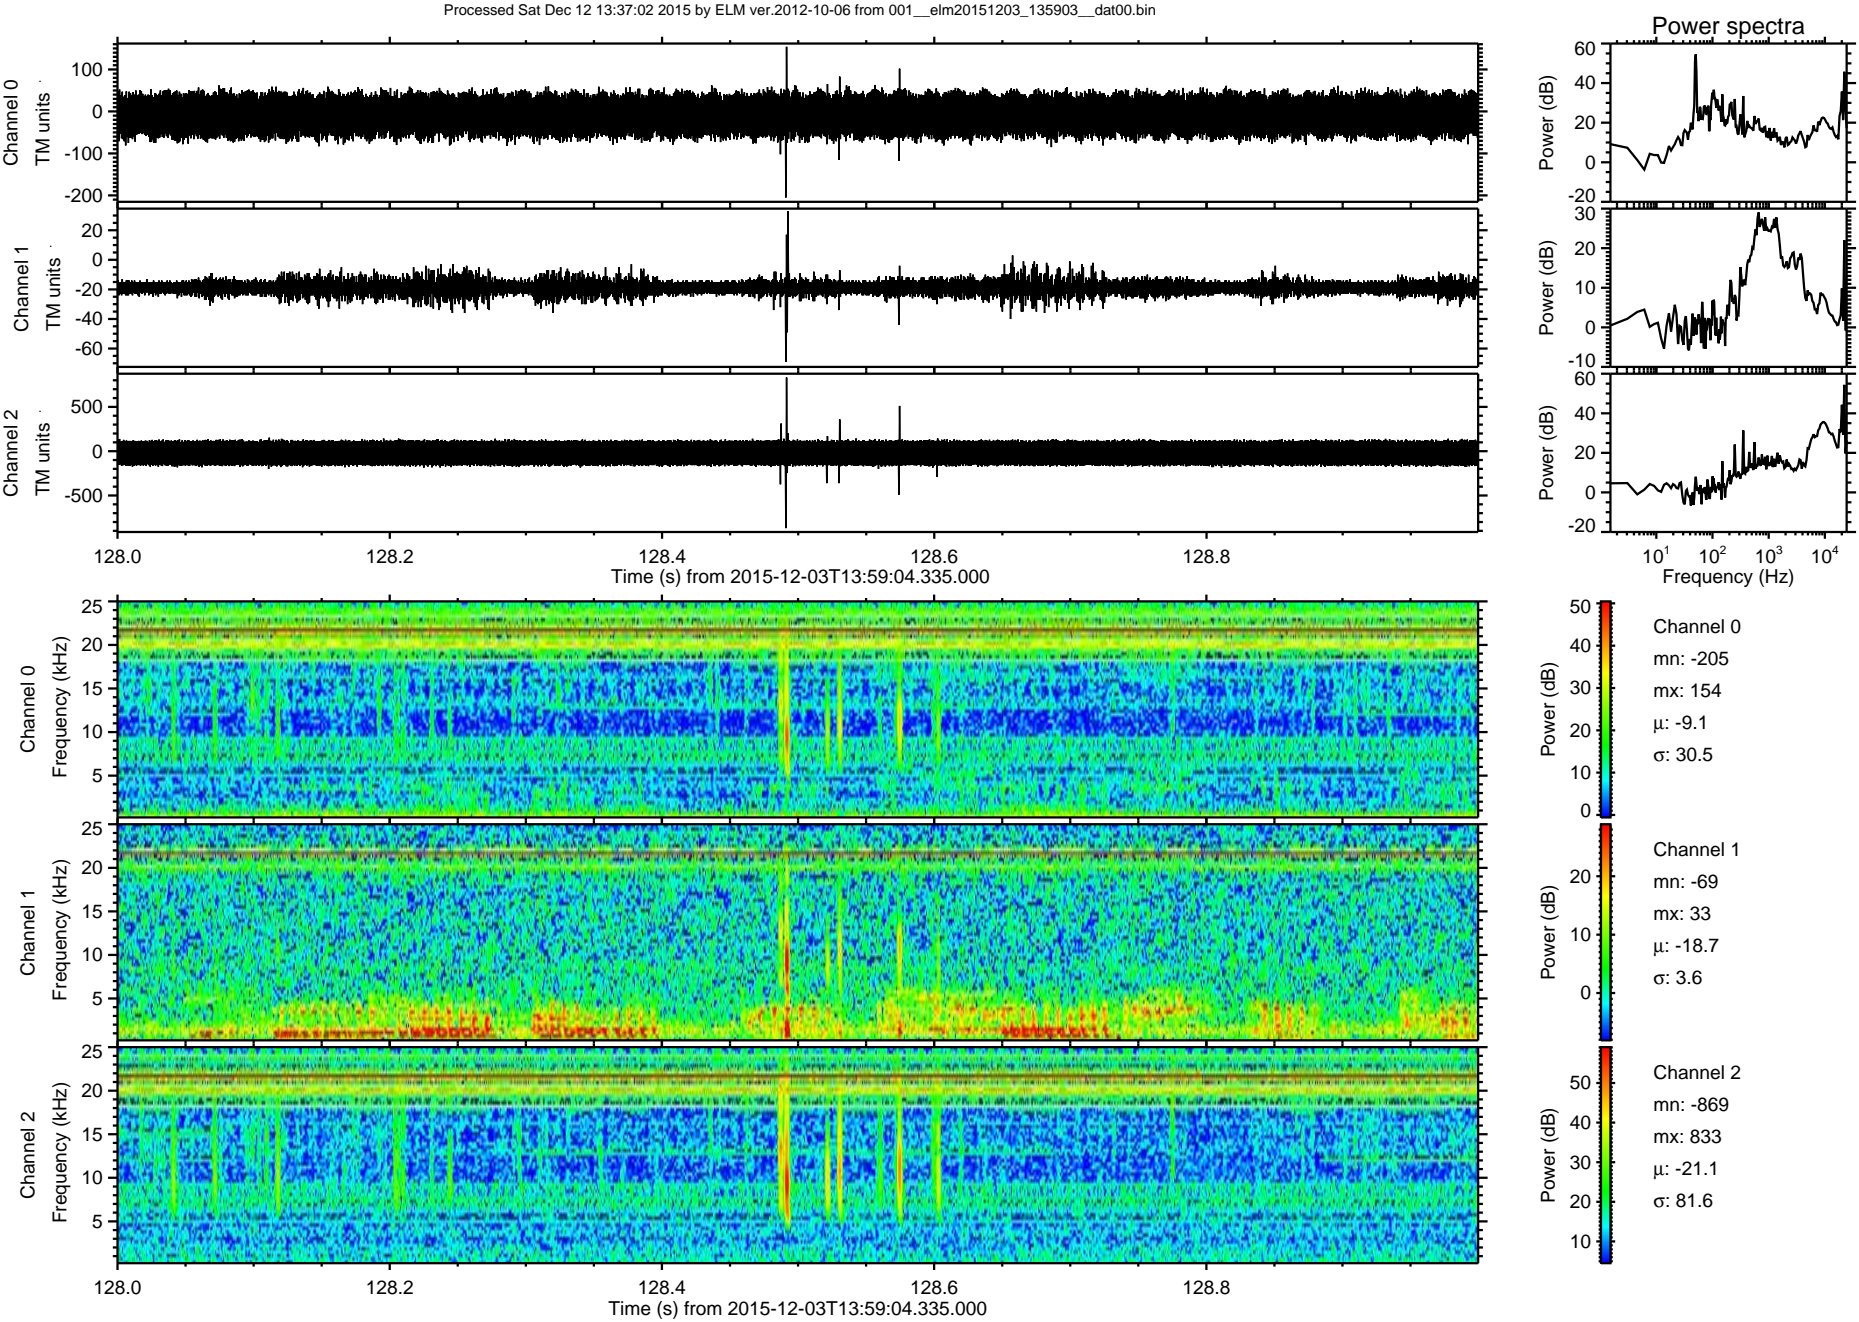 Processed Sat Dec 12 13:37:02 2015 by ELM ver.2012-10-06 from 001__elm20151203_135903__dat00.bin
Power spectra
Channel 0
TM units
100
0
-100
-200
Power (dB)
60
40
20
0
-20
Channel 1
TM units
20
0
-20
-40
-60
Power (dB)
30
20
10
0
-10
Channel 2
TM units
500
0
-500
Power (dB)
60
40
20
0
-20
128.0 128.2 128.4 128.6 128.8
Time (s) from 2015-12-03T13:59:04.335.000
10¹ 10² 10³ 10⁴
Frequency (Hz)
Channel 0
Frequency (kHz)
25
20
15
10
5
Power (dB)
50
40
30
20
10
0
Channel 0
mn: -205
mx: 154
μ: -9.1
σ: 30.5
Channel 1
Frequency (kHz)
25
20
15
10
5
Power (dB)
20
10
0
Channel 1
mn: -69
mx: 33
μ: -18.7
σ: 3.6
Channel 2
Frequency (kHz)
25
20
15
10
5
Power (dB)
50
40
30
20
10
Channel 2
mn: -869
mx: 833
μ: -21.1
σ: 81.6
128.0 128.2 128.4 128.6 128.8
Time (s) from 2015-12-03T13:59:04.335.000